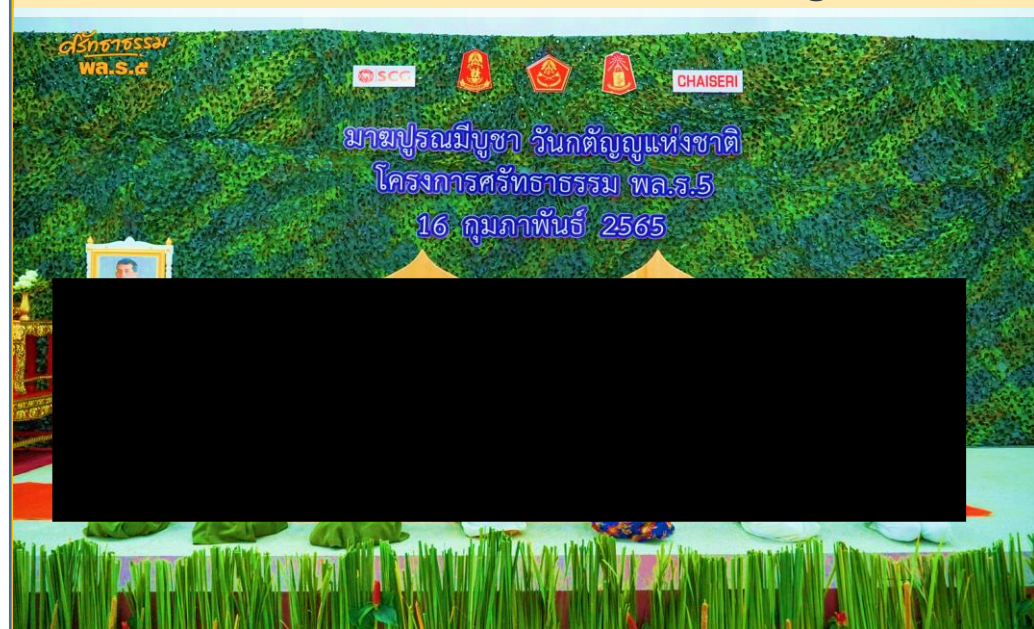 ศรัทธาธรรม
พล.ร.๕
SCG
CHAISERI
มาฆปูรณมีบูชา วันกตัญญูแห่งชาติ
โครงการศรัทธาธรรม พล.ร.5
16 กุมภาพันธ์ 2565